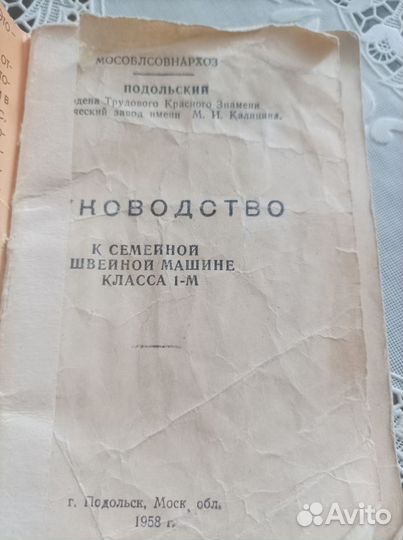 МОСОБЛСОВНАРХОЗ
ПОДОЛЬСКИЙ
дена Трудового Красного Знамени
ческий завод имени М. И. Калинина.
КОВОДСТВО
К СЕМЕЙНОЙ
ШВЕЙНОЙ МАШИНЕ
КЛАССА 1-М
г. Подольск, Моск. обл.
1958 г.
Avito